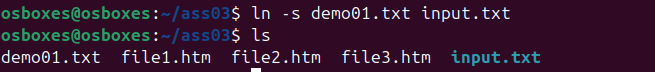 osboxes@osboxes:~/ass03$ ln -s demo01.txt input.txt
osboxes@osboxes:~/ass03$ ls
demo01.txt  file1.htm  file2.htm  file3.htm  input.txt